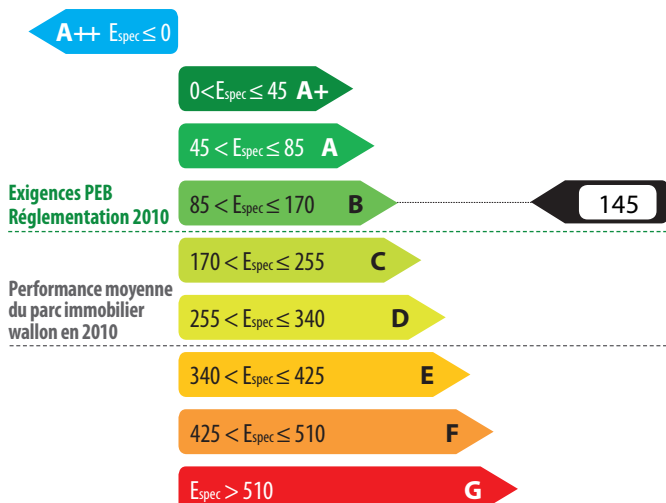 A++ Espec ≤ 0
0<Espec ≤ 45 A+
45 < Espec ≤ 85 A
Exigences PEB
Réglementation 2010
85 < Espec ≤ 170 B
145
170 < Espec ≤ 255 C
Performance moyenne
du parc immobilier
wallon en 2010
255 < Espec ≤ 340 D
340 < Espec ≤ 425 E
425 < Espec ≤ 510 F
Espec > 510 G